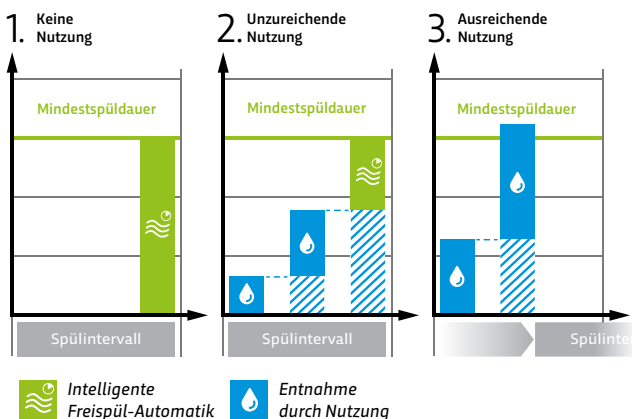 1. Keine
Nutzung
2. Unzureichende
Nutzung
3. Ausreichende
Nutzung
Mindestspüldauer
Mindestspüldauer
Mindestspüldauer
Spülintervall
Spülintervall
Spülinter
Intelligente
Freispül-Automatik
Entnahme
durch Nutzung